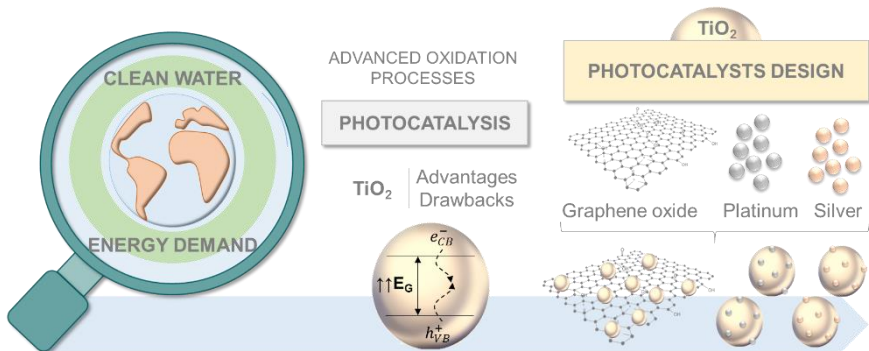 CLEAN WATER
ENERGY DEMAND
ADVANCED OXIDATION
PROCESSES
PHOTOCATALYSIS
TiO₂
Advantages
Drawbacks
e⁻CB
↑↑EG
h⁺VB
TiO₂
PHOTOCATALYSTS DESIGN
Graphene oxide
Platinum
Silver